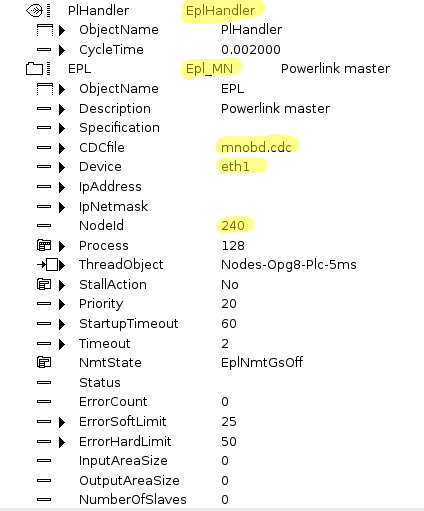 PlHandler EplHandler
ObjectName PlHandler
CycleTime 0.002000
EPL Epl_MN Powerlink master
ObjectName EPL
Description Powerlink master
Specification
CDCfile mnobd.cdc
Device eth1
IpAddress
IpNetmask
NodeId 240
Process 128
ThreadObject Nodes-Opg8-Plc-5ms
StallAction No
Priority 20
StartupTimeout 60
Timeout 2
NmtState EplNmtGsOff
Status
ErrorCount 0
ErrorSoftLimit 25
ErrorHardLimit 50
InputAreaSize 0
OutputAreaSize 0
NumberOfSlaves 0